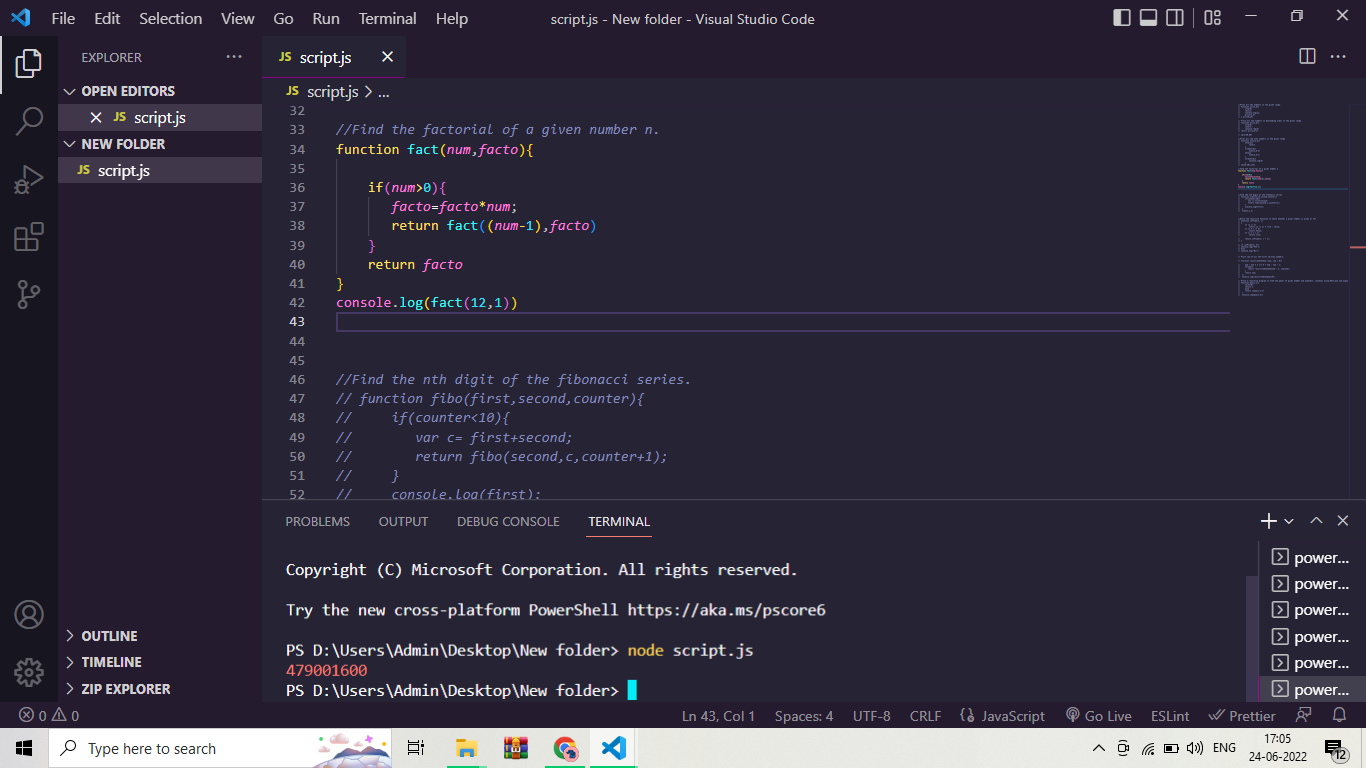 File Edit Selection View Go Run Terminal Help
script.js - New folder - Visual Studio Code
EXPLORER
OPEN EDITORS
JS script.js
NEW FOLDER
JS script.js
OUTLINE
TIMELINE
ZIP EXPLORER
JS script.js
JS script.js > ...
32
33 //Find the factorial of a given number n.
34 function fact(num,facto){
35
36 if(num>0){
37 facto=facto*num;
38 return fact((num-1),facto)
39 }
40 return facto
41 }
42 console.log(fact(12,1))
43
44
45
46 //Find the nth digit of the fibonacci series.
47 // function fibo(first,second,counter){
48 // if(counter<10){
49 // var c= first+second;
50 // return fibo(second,c,counter+1);
51 // }
52 // console.log(first);
PROBLEMS OUTPUT DEBUG CONSOLE TERMINAL
Copyright (C) Microsoft Corporation. All rights reserved.
Try the new cross-platform PowerShell https://aka.ms/pscore6
PS D:\Users\Admin\Desktop\New folder> node script.js
479001600
PS D:\Users\Admin\Desktop\New folder>
power...
power...
power...
power...
power...
power...
0 0
Ln 43, Col 1 Spaces: 4 UTF-8 CRLF {} JavaScript Go Live ESLint Prettier
Type here to search
ENG
17:05
24-06-2022
12